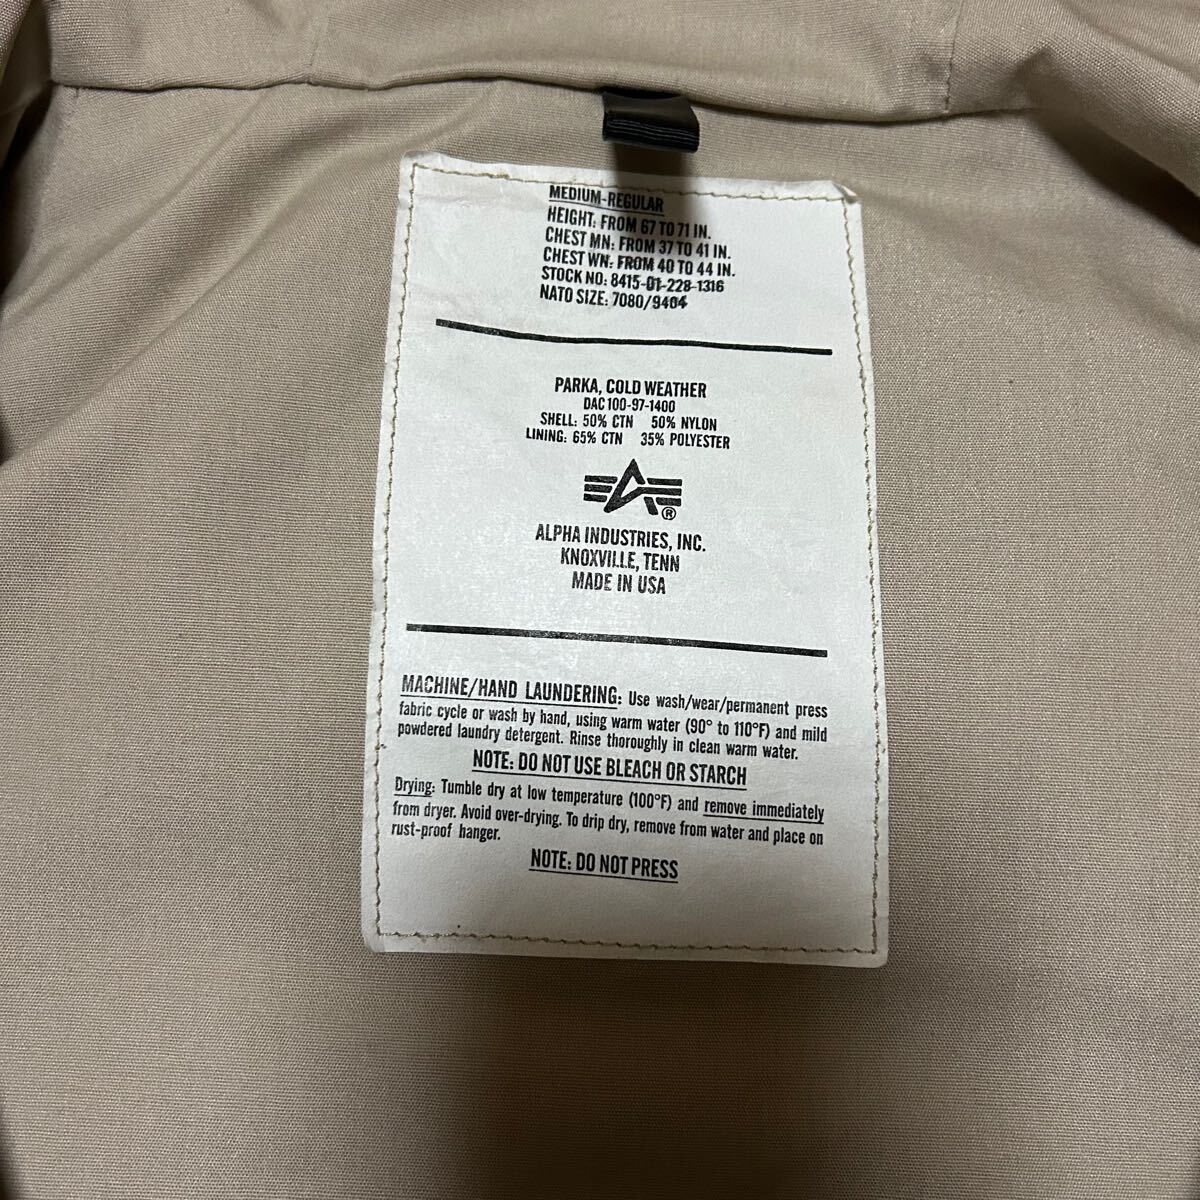 MEDIUM-REGULAR
HEIGHT: FROM 67 TO 71 IN.
CHEST MN: FROM 37 TO 41 IN.
CHEST WN: FROM 40 TO 44 IN.
STOCK NO: 8415-01-228-1316
NATO SIZE: 7080/9404
PARKA, COLD WEATHER
DAC 100-97-1400
SHELL: 50% CTN 50% NYLON
LINING: 65% CTN 35% POLYESTER
®
ALPHA INDUSTRIES, INC.
KNOXVILLE, TENN
MADE IN USA
MACHINE/HAND LAUNDERING: Use wash/wear/permanent press
fabric cycle or wash by hand, using warm water (90° to 110°F) and mild
powdered laundry detergent. Rinse thoroughly in clean warm water.
NOTE: DO NOT USE BLEACH OR STARCH
Drying: Tumble dry at low temperature (100°F) and remove immediately
from dryer. Avoid over-drying. To drip dry, remove from water and place on
rust-proof hanger.
NOTE: DO NOT PRESS